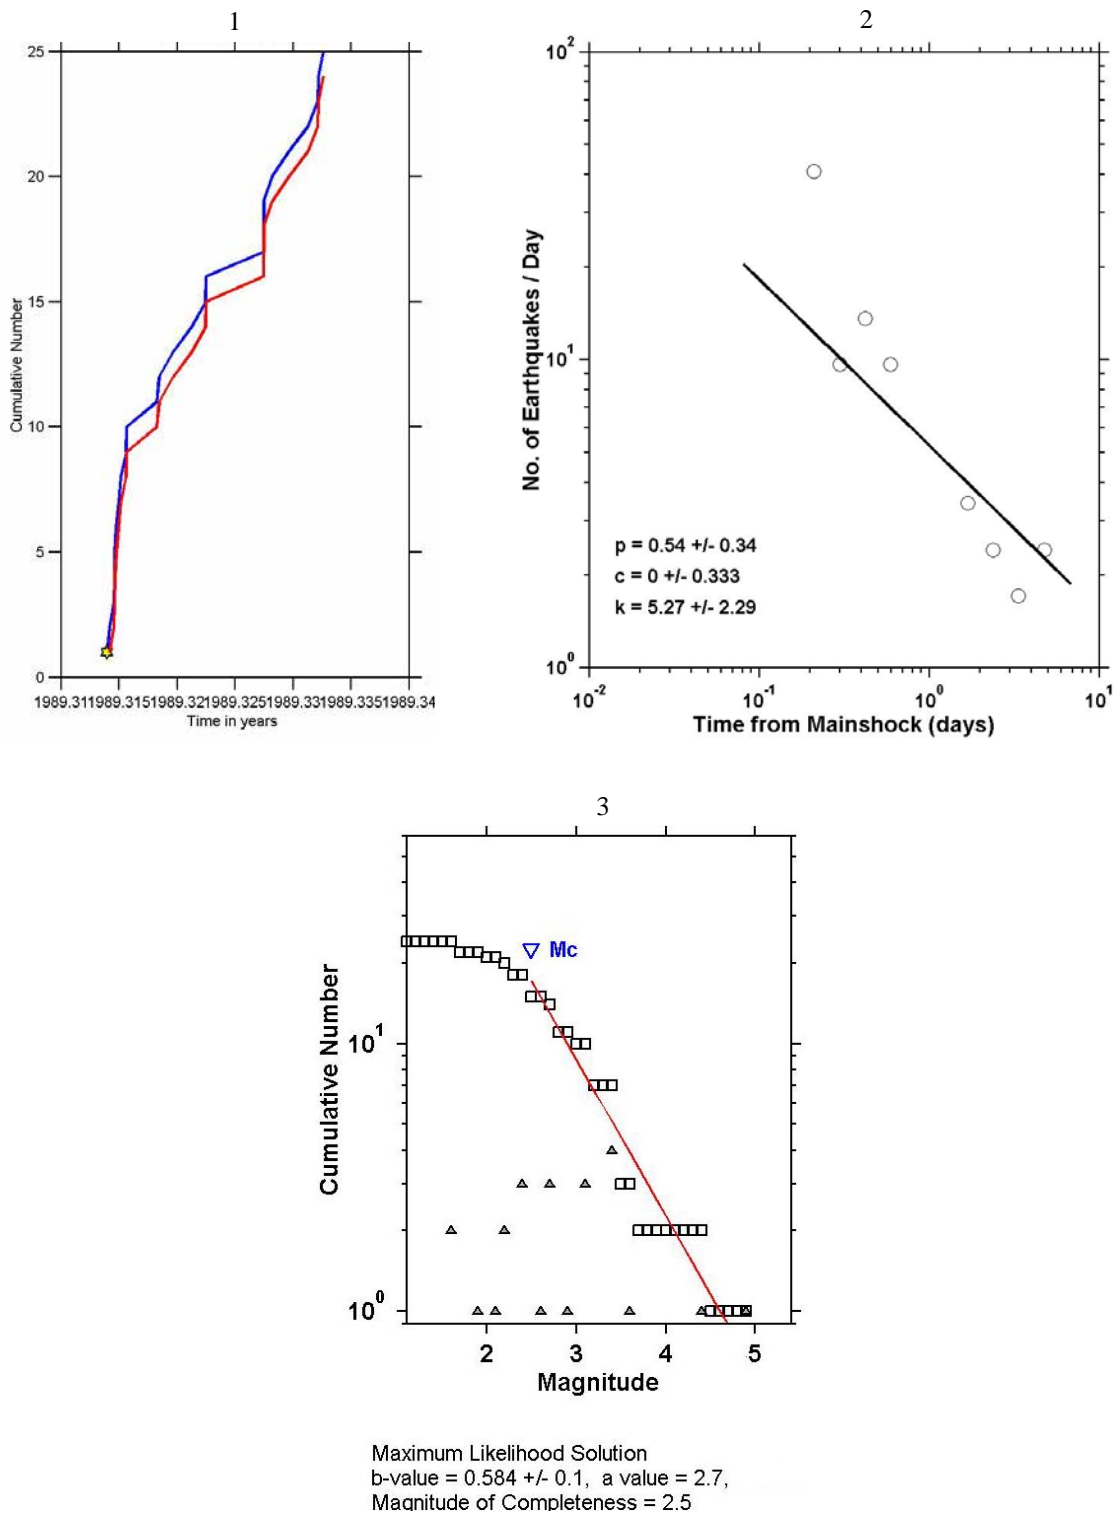 1
25
20
15
10
5
0
Cumulative Number
1989.311989.3151989.321989.3251989.331989.3351989.34
Time in years
2
10²
10¹
10⁰
No. of Earthquakes / Day
p = 0.54 +/- 0.34
c = 0 +/- 0.333
k = 5.27 +/- 2.29
10⁻² 10⁻¹ 10⁰ 10¹
Time from Mainshock (days)
3
Mc
10¹
10⁰
Cumulative Number
2 3 4 5
Magnitude
Maximum Likelihood Solution
b-value = 0.584 +/- 0.1, a value = 2.7,
Magnitude of Completeness = 2.5